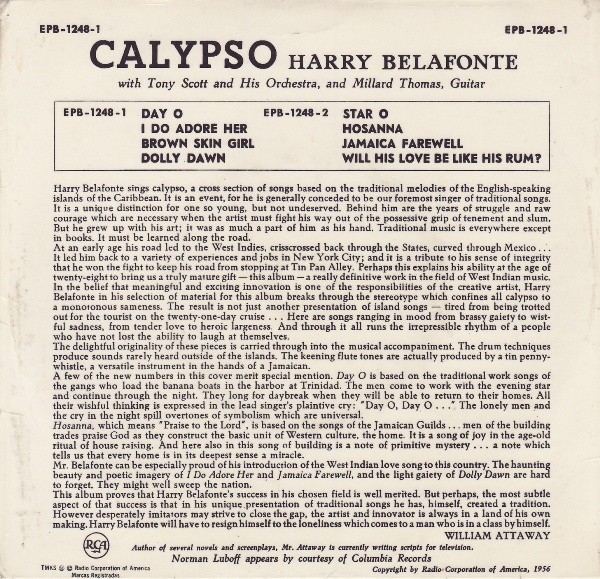 EPB-1248-1 EPB-1248-1
CALYPSO HARRY BELAFONTE
with Tony Scott and His Orchestra, and Millard Thomas, Guitar
EPB-1248-1 DAY O EPB-1248-2 STAR O
I DO ADORE HER HOSANNA
BROWN SKIN GIRL JAMAICA FAREWELL
DOLLY DAWN WILL HIS LOVE BE LIKE HIS RUM?
Harry Belafonte sings calypso, a cross section of songs based on the traditional melodies of the English-speaking
islands of the Caribbean. It is an event, for he is generally conceded to be our foremost singer of traditional songs.
It is a unique distinction for one so young, but not undeserved. Behind him are the years of struggle and raw
courage which are necessary when the artist must fight his way out of the possessive grip of tenement and slum.
But he grew up with his art; it was as much a part of him as his hand. Traditional music is everywhere except
in books. It must be learned along the road.
At an early age his road led to the West Indies, crisscrossed back through the States, curved through Mexico . . .
It led him back to a variety of experiences and jobs in New York City; and it is a tribute to his sense of integrity
that he won the fight to keep his road from stopping at Tin Pan Alley. Perhaps this explains his ability at the age of
twenty-eight to bring us a truly mature gift — this album — a really definitive work in the field of West Indian music.
In the belief that meaningful and exciting innovation is one of the responsibilities of the creative artist, Harry
Belafonte in his selection of material for this album breaks through the stereotype which confines all calypso to
a monotonous sameness. The result is not just another presentation of island songs — tired from being trotted
out for the tourist on the twenty-one-day cruise . . . Here are songs ranging in mood from brassy gaiety to wist-
ful sadness, from tender love to heroic largeness. And through it all runs the irrepressible rhythm of a people
who have not lost the ability to laugh at themselves.
The delightful originality of these pieces is carried through into the musical accompaniment. The drum techniques
produce sounds rarely heard outside of the islands. The keening flute tones are actually produced by a tin penny-
whistle, a versatile instrument in the hands of a Jamaican.
A few of the new numbers in this cover merit special mention. Day O is based on the traditional work songs of
the gangs who load the banana boats in the harbor at Trinidad. The men come to work with the evening star
and continue through the night. They long for daybreak when they will be able to return to their homes. All
their wishful thinking is expressed in the lead singer's plaintive cry: "Day O, Day O . . .". The lonely men and
the cry in the night spill overtones of symbolism which are universal.
Hosanna, which means "Praise to the Lord", is based on the songs of the Jamaican Guilds . . . men of the building
trades praise God as they construct the basic unit of Western culture, the home. It is a song of joy in the age-old
ritual of house raising. And here also in this song of building is a note of primitive mystery . . . a note which
tells us that every home is in its deepest sense a miracle.
Mr. Belafonte can be especially proud of his introduction of the West Indian love song to this country. The haunting
beauty and poetic imagery of I Do Adore Her and Jamaica Farewell, and the light gaiety of Dolly Dawn are hard
to forget. They might well sweep the nation.
This album proves that Harry Belafonte's success in his chosen field is well merited. But perhaps, the most subtle
aspect of that success is that in his unique presentation of traditional songs he has, himself, created a tradition.
However desperately imitators may strive to close the gap, the artist and innovator is always in a land of his own
making. Harry Belafonte will have to resign himself to the loneliness which comes to a man who is in a class by himself.
WILLIAM ATTAWAY
RCA
Author of several novels and screenplays, Mr. Attaway is currently writing scripts for television.
Norman Luboff appears by courtesy of Columbia Records
TMKS ® © Radio Corporation of America
Marcas Registradas
Copyright by Radio Corporation of America, 1956